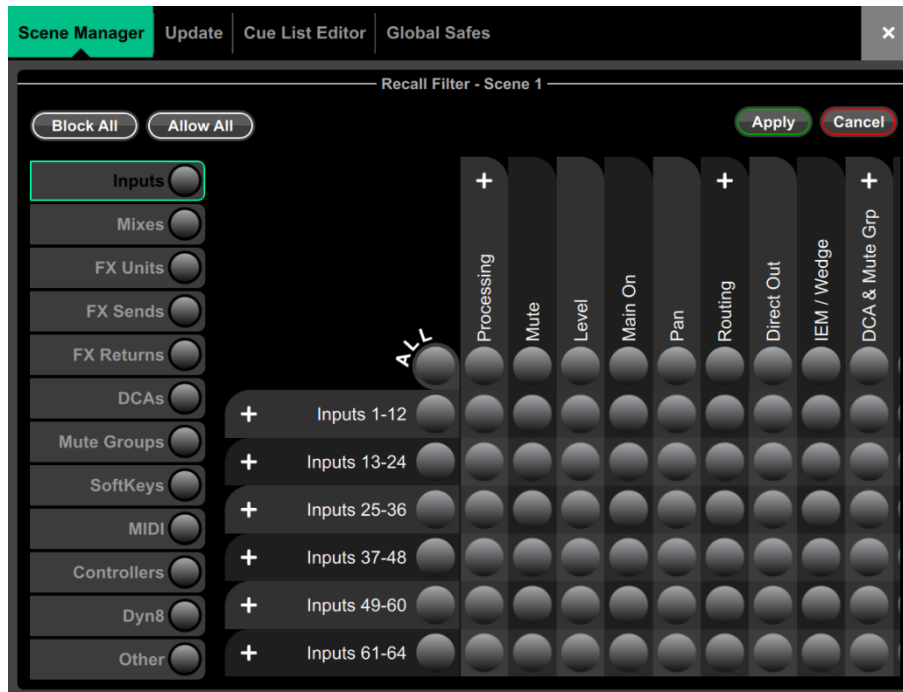 Scene Manager Update Cue List Editor Global Safes ×
Recall Filter - Scene 1
Block All Allow All Apply Cancel
Inputs
Mixes
FX Units
FX Sends
FX Returns
DCAs
Mute Groups
SoftKeys
MIDI
Controllers
Dyn8
Other
+ Processing
Mute
Level
Main On
Pan
+ Routing
Direct Out
IEM / Wedge
+ DCA & Mute Grp
ALL
+ Inputs 1-12
+ Inputs 13-24
+ Inputs 25-36
+ Inputs 37-48
+ Inputs 49-60
+ Inputs 61-64